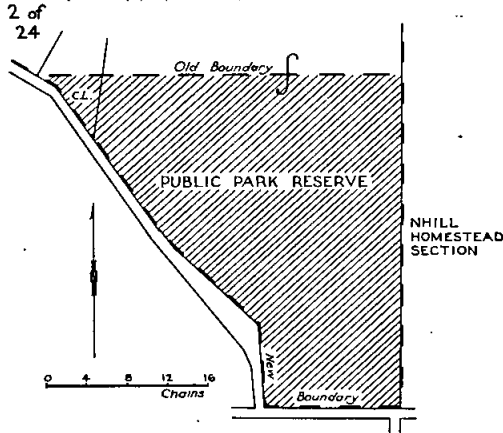 2 of
24
Old Boundary
C.L.
PUBLIC PARK RESERVE
NHILL
HOMESTEAD
SECTION
New
0 4 8 12 16
Chains
Boundary